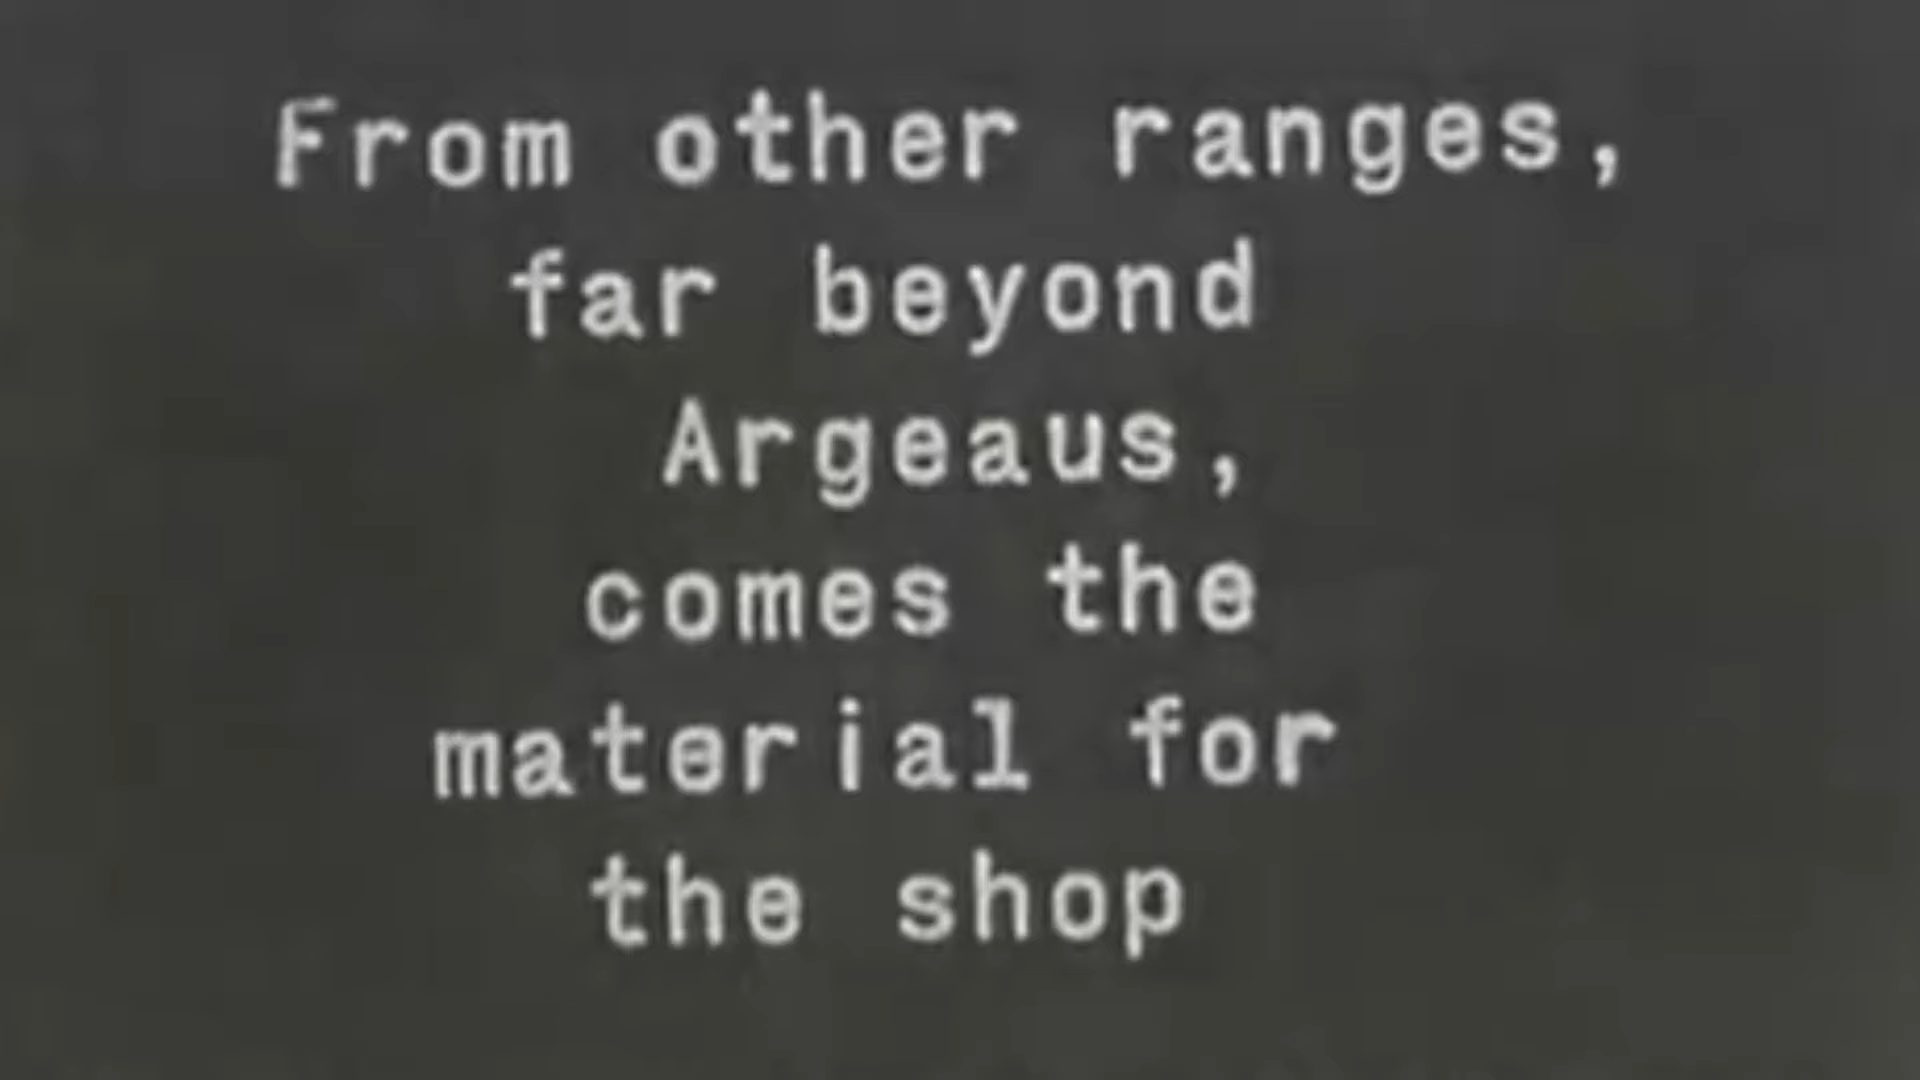 From other ranges,
far beyond
Argeaus,
comes the
material for
the shop